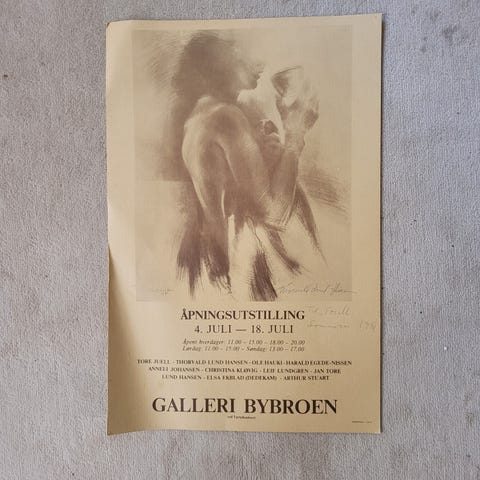 ÅPNINGSUTSTILLING
4. JULI — 18. JULI
Åpent hverdager: 11.00 – 15.00 - 18.00 – 20.00
Lørdag: 11.00 – 15.00 – Søndag: 13.00 – 17.00
TORE JUELL · THORVALD LUND HANSEN · OLE HAUKI · HARALD EGEDE-NISSEN
ANNELI JOHANSEN · CHRISTINA KLØVIG · LEIF LUNDGREN · JAN TORE
LUND HANSEN · ELSA EKBLAD (DEDEKAM) · ARTHUR STUART
GALLERI BYBROEN